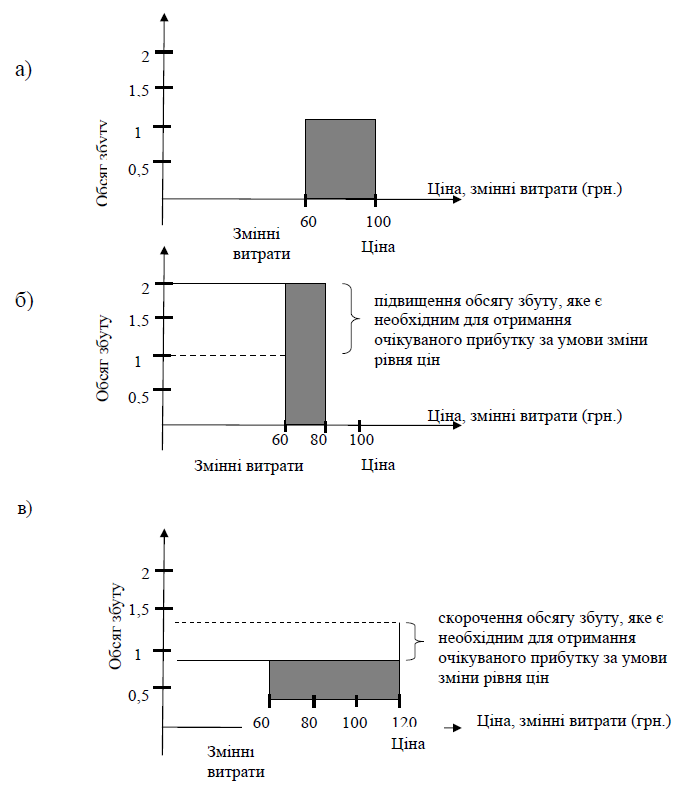 а)
Обсяг збуту
2
1,5
1
0,5
Ціна, змінні витрати (грн.)
60
100
Змінні
витрати
Ціна
б)
Обсяг збуту
2
1.5
1
0.5
підвищення обсягу збуту, яке є
необхідним для отримання
очікуваного прибутку за умови зміни
рівня цін
Ціна, змінні витрати (грн.)
60
80
100
Змінні витрати
Ціна
в)
Обсяг збуту
2
1,5
1
0,5
скорочення обсягу збуту, яке є
необхідним для отримання
очікуваного прибутку за умови
зміни рівня цін
60
80
100
120
Ціна, змінні витрати (грн.)
Змінні
витрати
Ціна